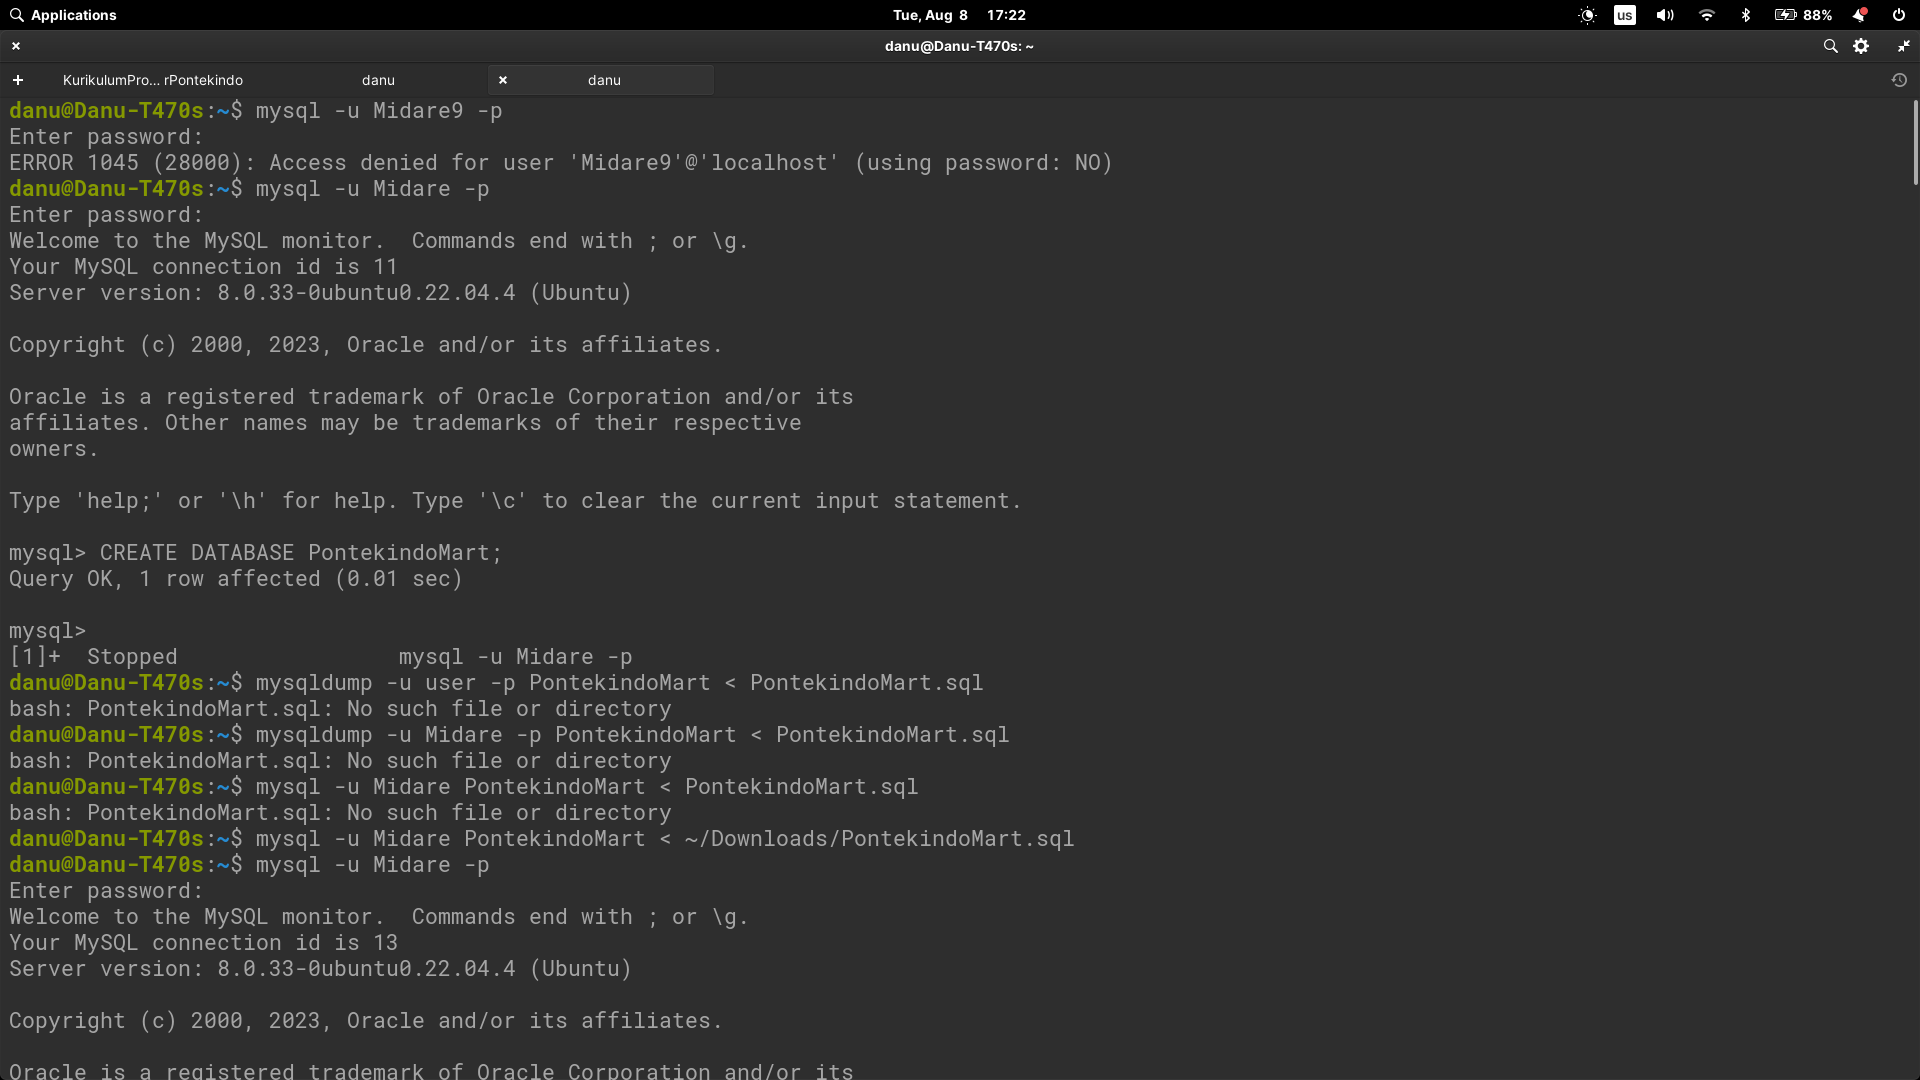 Applications
Tue, Aug 8 17:22
us
88%
danu@Danu-T470s: ~
KurikulumPro... rPontekindo
danu
danu
danu@Danu-T470s:~$ mysql -u Midare9 -p
Enter password:
ERROR 1045 (28000): Access denied for user 'Midare9'@'localhost' (using password: NO)
danu@Danu-T470s:~$ mysql -u Midare -p
Enter password:
Welcome to the MySQL monitor.  Commands end with ; or \g.
Your MySQL connection id is 11
Server version: 8.0.33-0ubuntu0.22.04.4 (Ubuntu)
Copyright (c) 2000, 2023, Oracle and/or its affiliates.
Oracle is a registered trademark of Oracle Corporation and/or its
affiliates. Other names may be trademarks of their respective
owners.
Type 'help;' or '\h' for help. Type '\c' to clear the current input statement.
mysql> CREATE DATABASE PontekindoMart;
Query OK, 1 row affected (0.01 sec)
mysql>
[1]+  Stopped                 mysql -u Midare -p
danu@Danu-T470s:~$ mysqldump -u user -p PontekindoMart < PontekindoMart.sql
bash: PontekindoMart.sql: No such file or directory
danu@Danu-T470s:~$ mysqldump -u Midare -p PontekindoMart < PontekindoMart.sql
bash: PontekindoMart.sql: No such file or directory
danu@Danu-T470s:~$ mysql -u Midare PontekindoMart < PontekindoMart.sql
bash: PontekindoMart.sql: No such file or directory
danu@Danu-T470s:~$ mysql -u Midare PontekindoMart < ~/Downloads/PontekindoMart.sql
danu@Danu-T470s:~$ mysql -u Midare -p
Enter password:
Welcome to the MySQL monitor.  Commands end with ; or \g.
Your MySQL connection id is 13
Server version: 8.0.33-0ubuntu0.22.04.4 (Ubuntu)
Copyright (c) 2000, 2023, Oracle and/or its affiliates.
Oracle is a registered trademark of Oracle Corporation and/or its